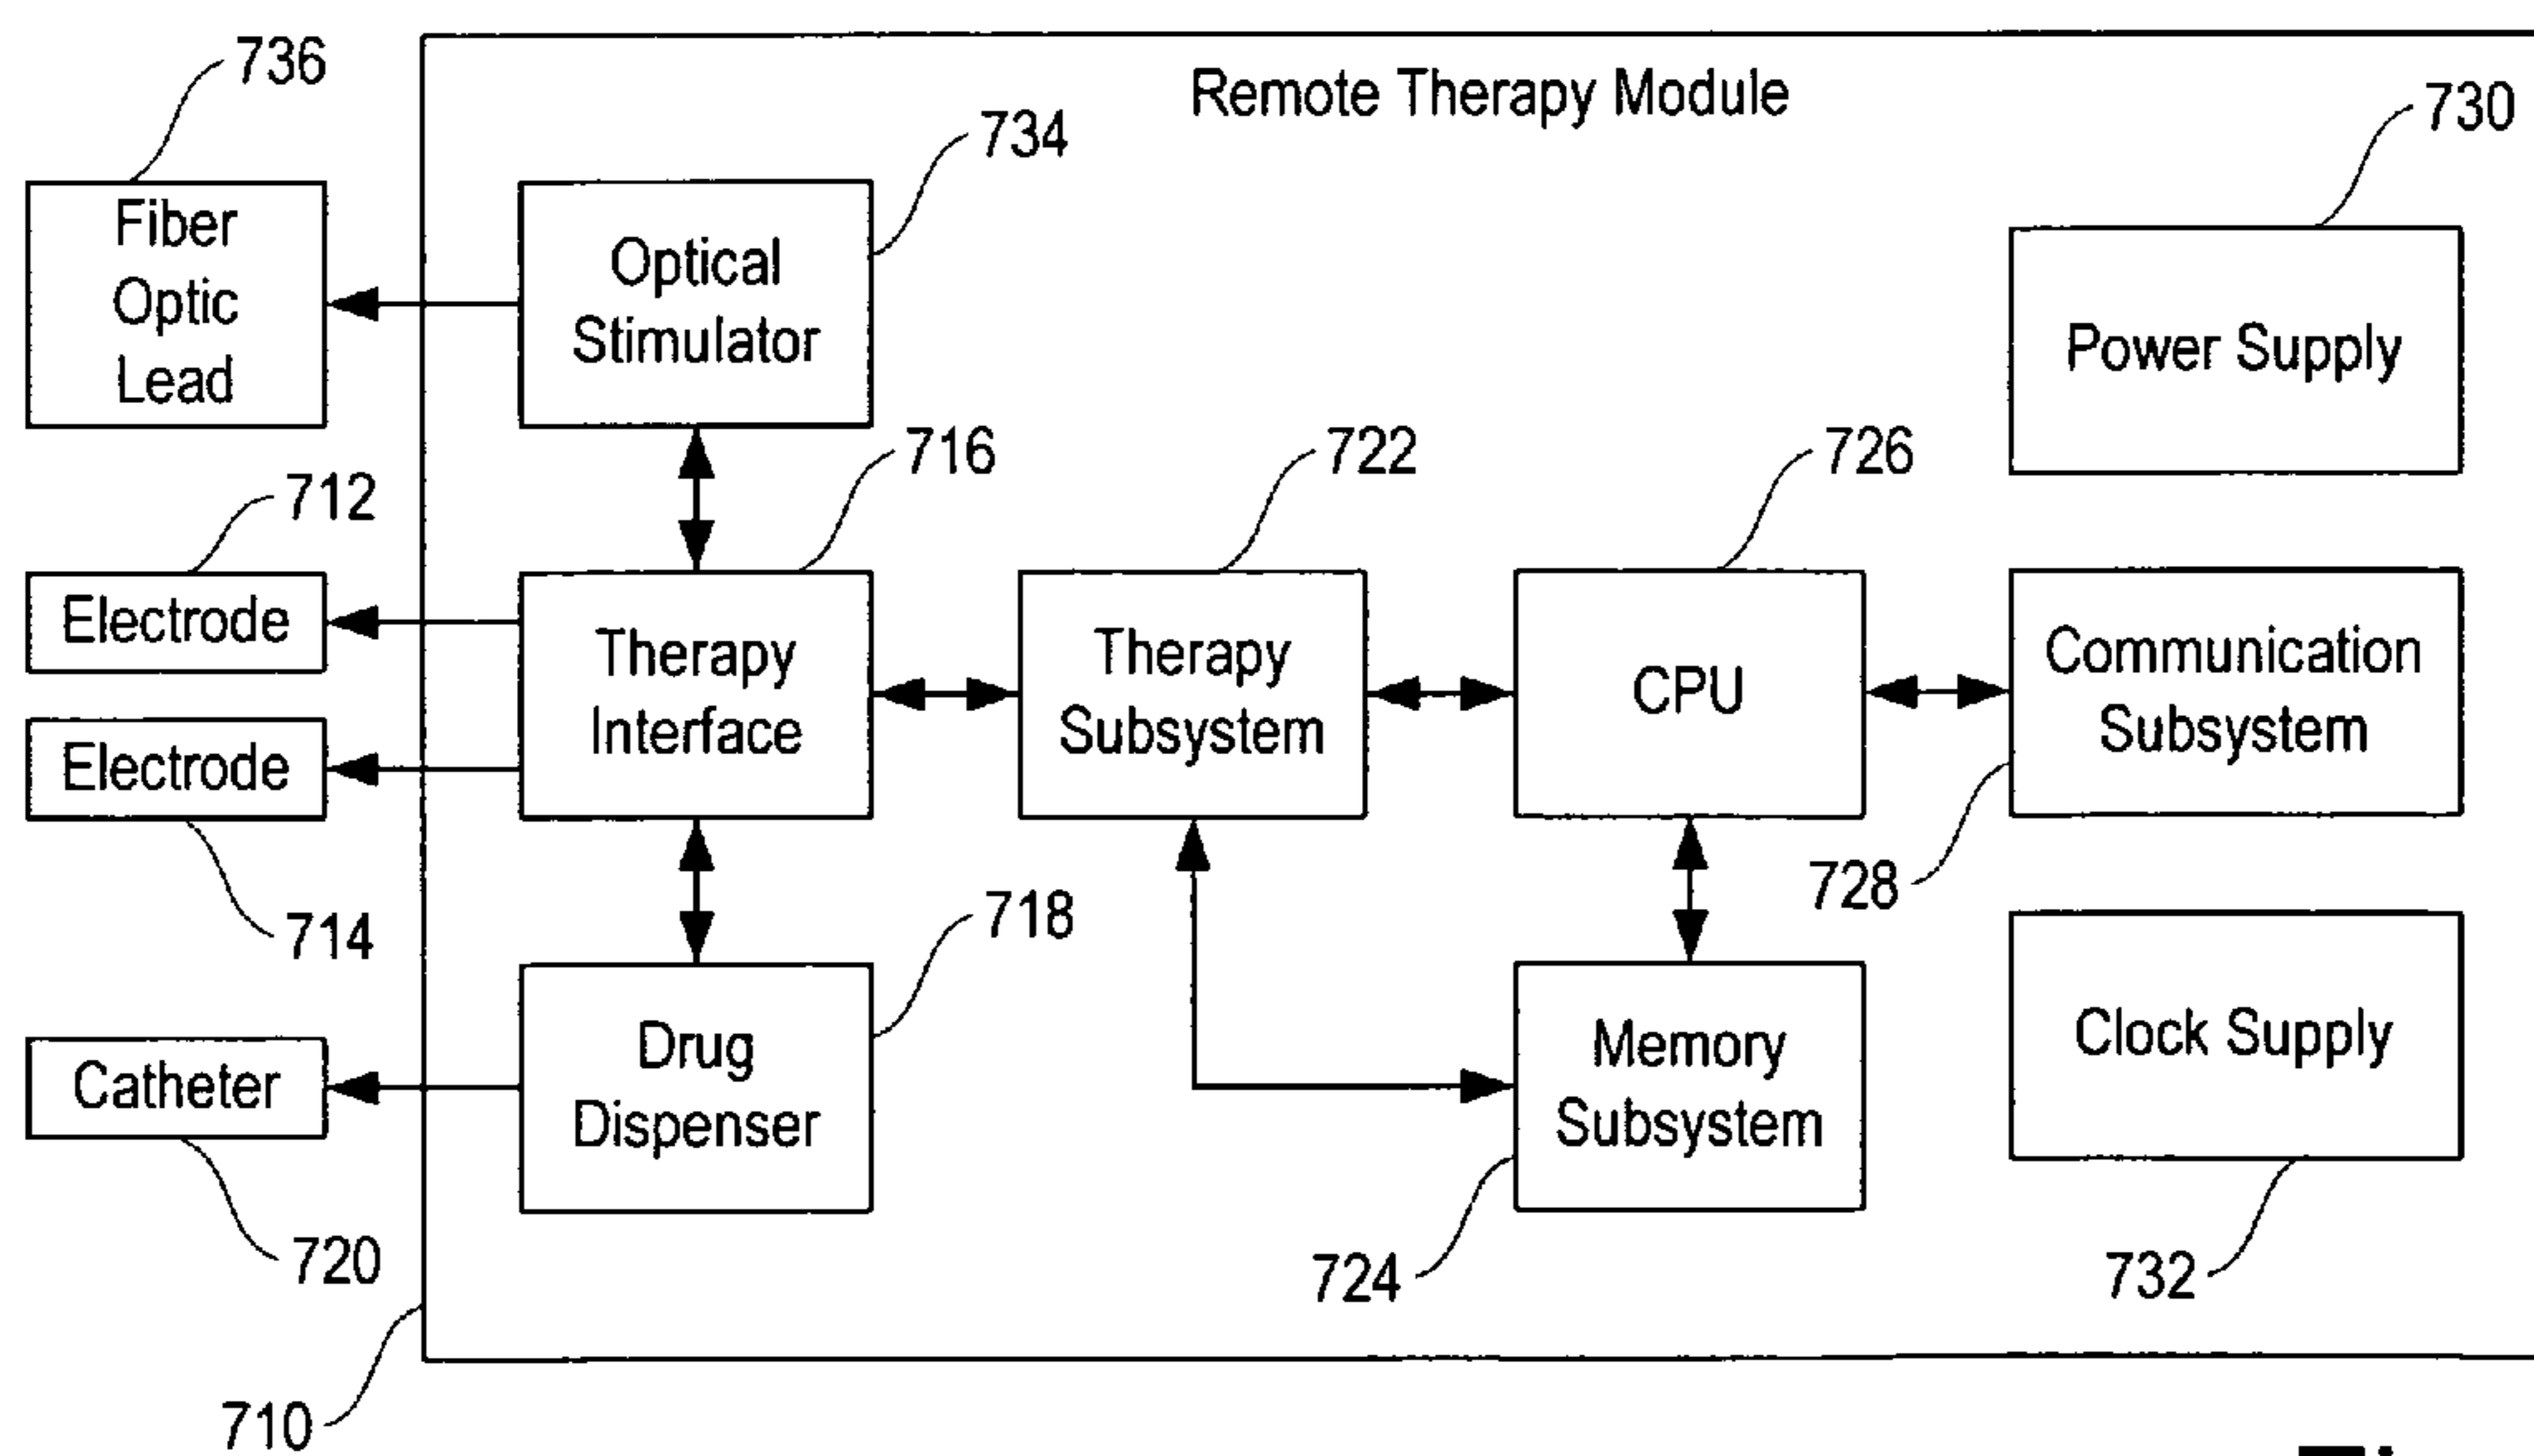 736
Remote Therapy Module
730
734
Fiber
Optic
Lead
Optical
Stimulator
Power Supply
712
716
722
726
Electrode
Therapy
Interface
Therapy
Subsystem
CPU
Communication
Subsystem
Electrode
714
718
728
Catheter
Drug
Dispenser
Memory
Subsystem
Clock Supply
720
724
732
710